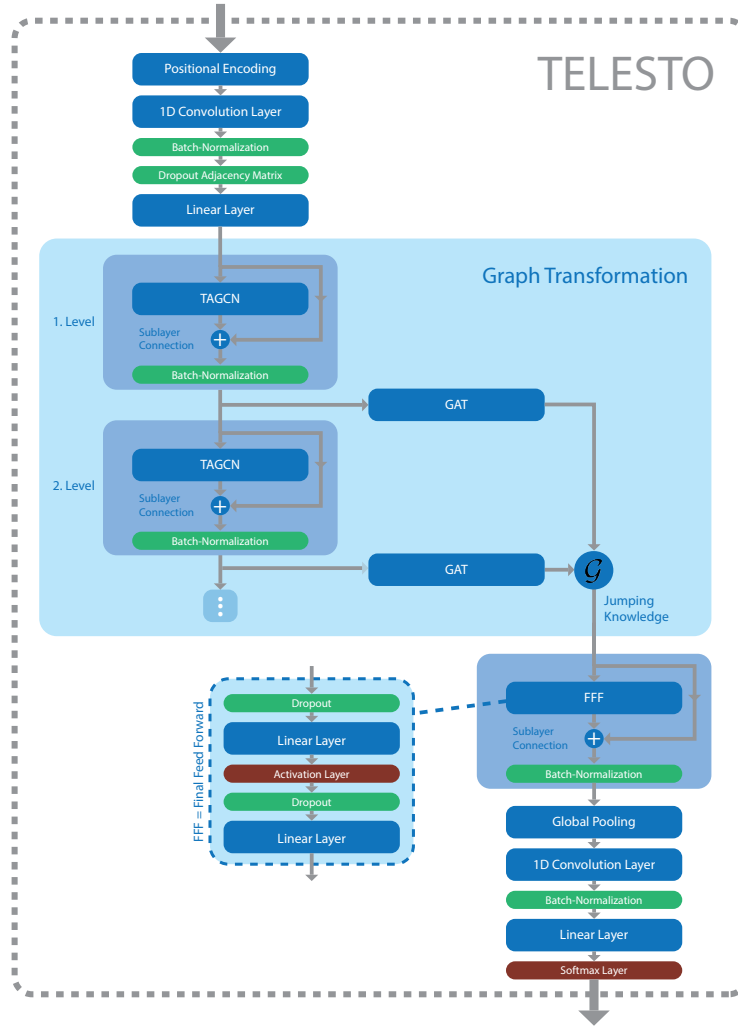 TELESTO
Positional Encoding
1D Convolution Layer
Batch-Normalization
Dropout Adjacency Matrix
Linear Layer
Graph Transformation
1. Level
TAGCN
Sublayer
Connection
+
Batch-Normalization
GAT
2. Level
TAGCN
Sublayer
Connection
+
Batch-Normalization
GAT
G
Jumping
Knowledge
FFF
Sublayer
Connection
+
Batch-Normalization
FFF = Final Feed Forward
Dropout
Linear Layer
Activation Layer
Dropout
Linear Layer
Global Pooling
1D Convolution Layer
Batch-Normalization
Linear Layer
Softmax Layer